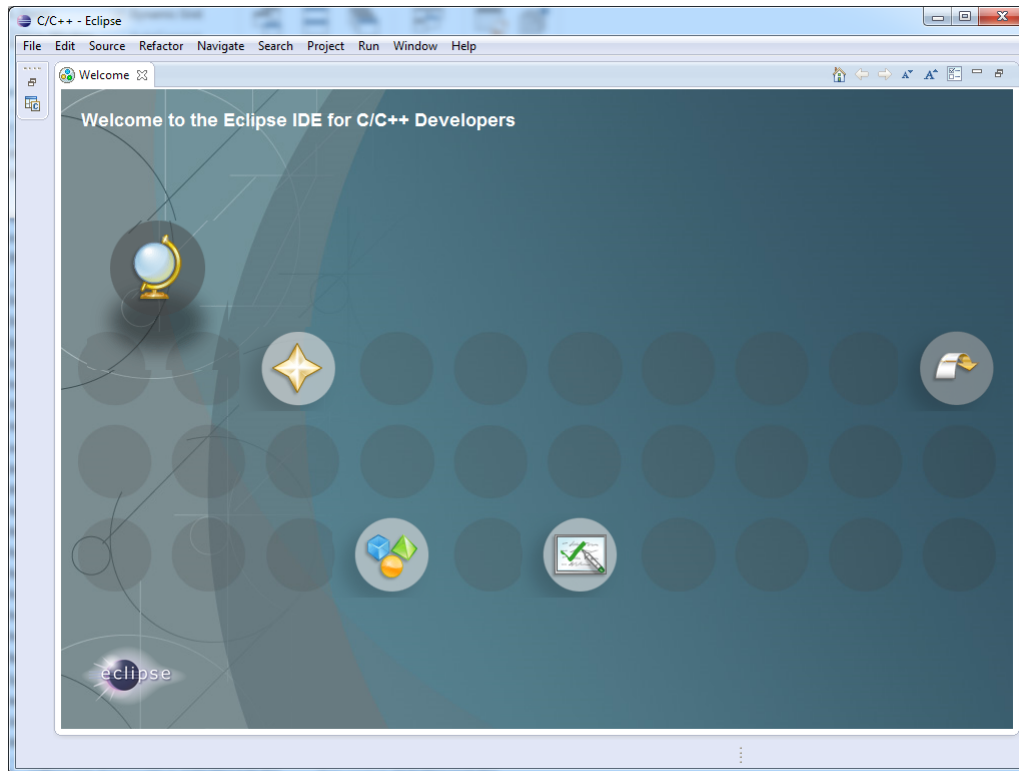 C/C++ - Eclipse
File Edit Source Refactor Navigate Search Project Run Window Help
Welcome
Welcome to the Eclipse IDE for C/C++ Developers
eclipse